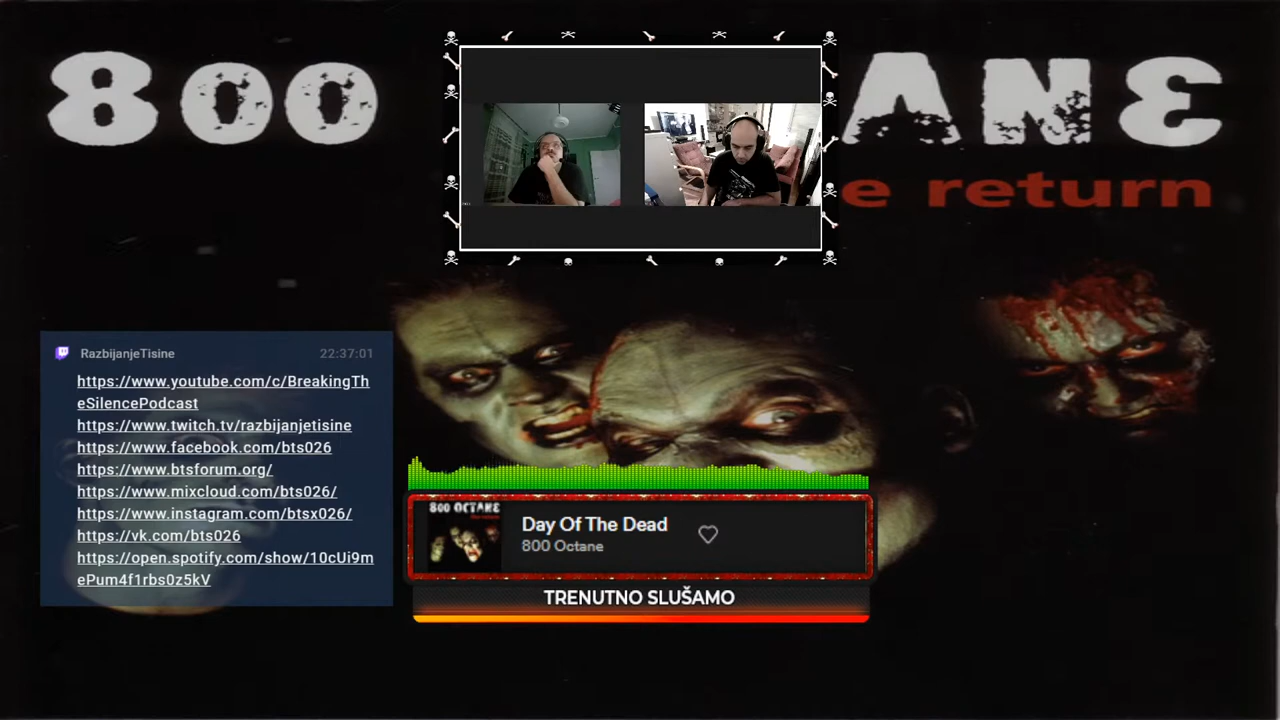 800
ANE
e return
RazbijanjeTisine 22:37:01
https://www.youtube.com/c/BreakingTh
eSilencePodcast
https://www.twitch.tv/razbijanjetisine
https://www.facebook.com/bts026
https://www.btsforum.org/
https://www.mixcloud.com/bts026/
https://www.instagram.com/btsx026/
https://vk.com/bts026
https://open.spotify.com/show/10cUi9m
ePum4f1rbs0z5kV
800 OCTANE
Day Of The Dead
800 Octane
TRENUTNO SLUŠAMO